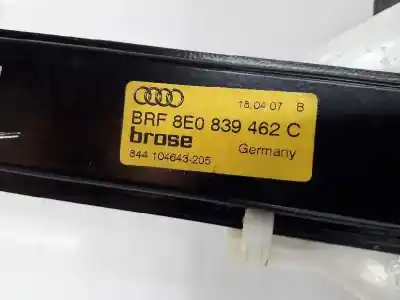 18.04.07 B
BRF 8E0 839 462 C
brose Germany
844 104643-205